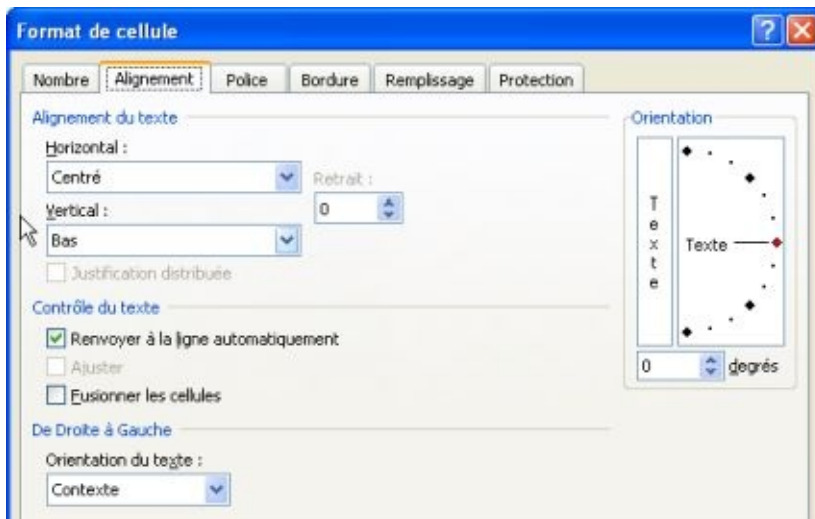 Format de cellule
Nombre Alignement Police Bordure Remplissage Protection
Alignement du texte
Horizontal :
Centré
Retrait :
0
Vertical :
Bas
Justification distribuée
Contrôle du texte
Renvoyer à la ligne automatiquement
Ajuster
Fusionner les cellules
De Droite à Gauche
Orientation du texte :
Contexte
Orientation
Texte
Texte
0 degrés